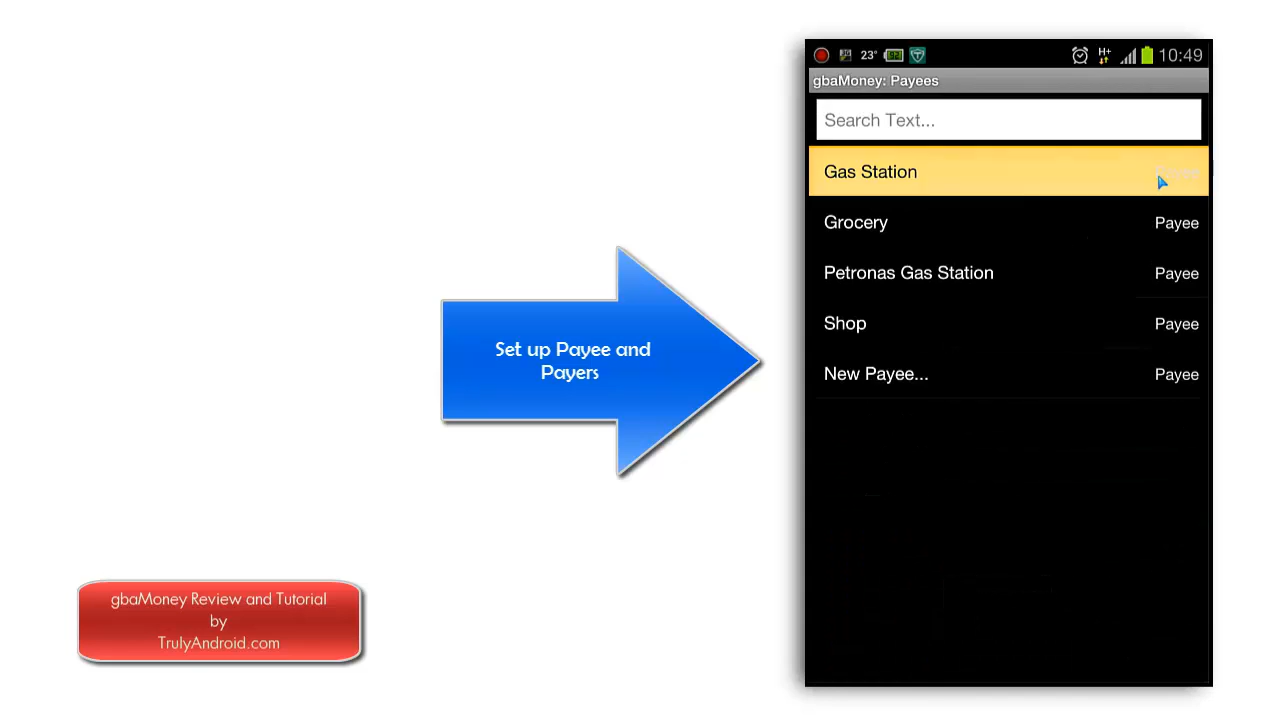 23°
H+
10:49
gbaMoney: Payees
Search Text...
Gas Station Payee
Grocery Payee
Petronas Gas Station Payee
Shop Payee
New Payee... Payee
Set up Payee and
Payers
gbaMoney Review and Tutorial
by
TrulyAndroid.com